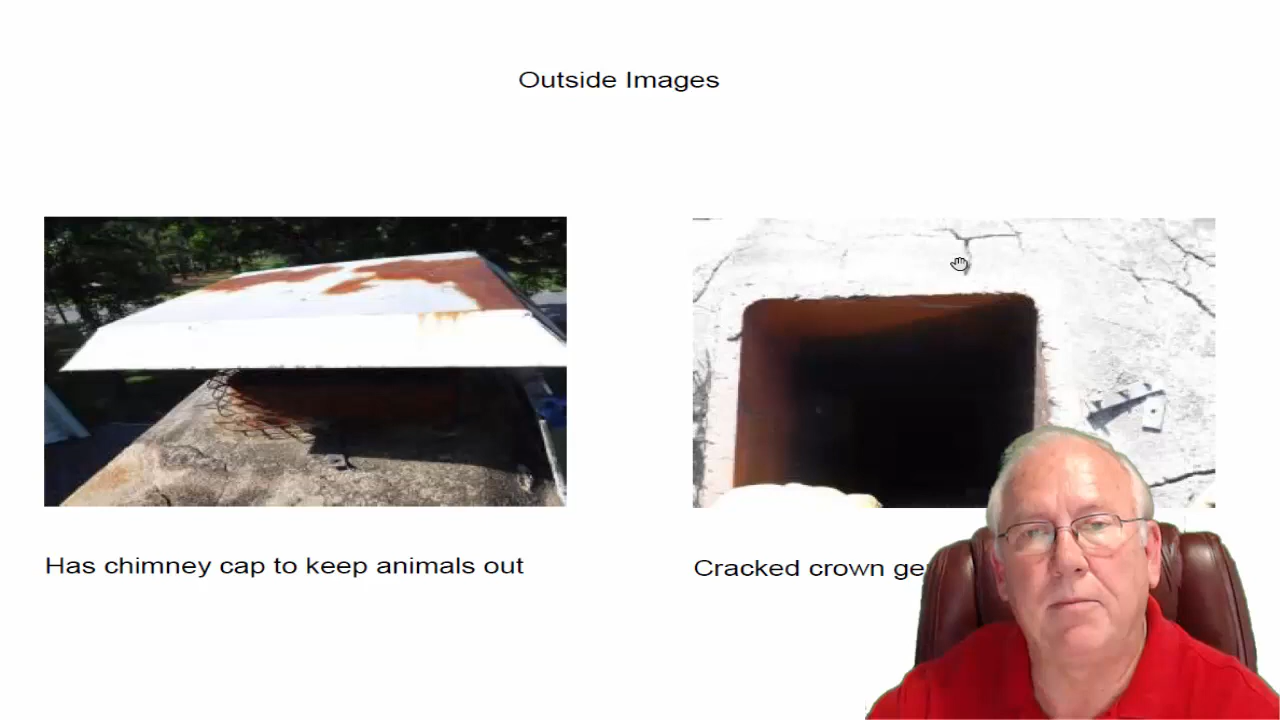 Outside Images
Has chimney cap to keep animals out
Cracked crown